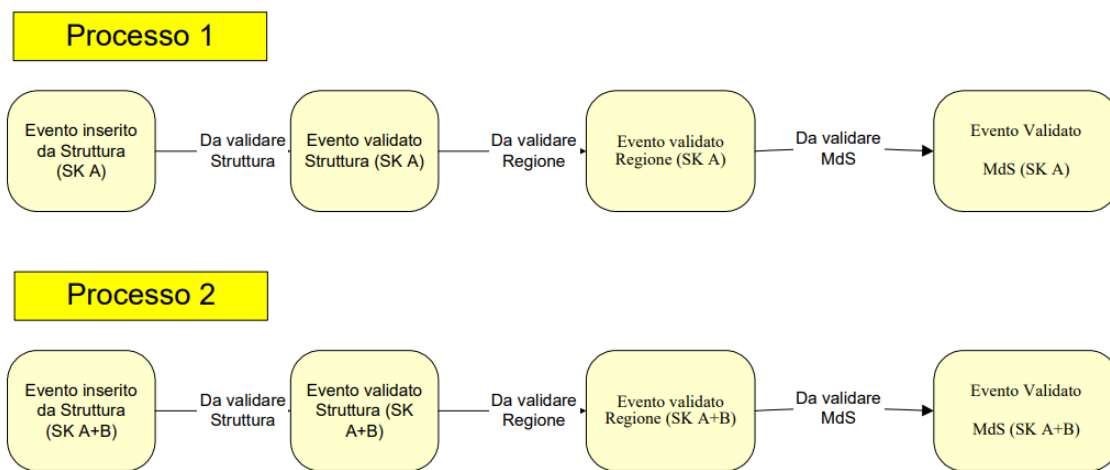 Processo 1
Evento inserito
da Struttura
(SK A)
Da validare
Struttura
Evento validato
Struttura (SK A)
Da validare
Regione
Evento validato
Regione (SK A)
Da validare
MdS
Evento Validato
MdS (SK A)
Processo 2
Evento inserito
da Struttura
(SK A+B)
Da validare
Struttura
Evento validato
Struttura (SK
A+B)
Da validare
Regione
Evento validato
Regione (SK A+B)
Da validare
MdS
Evento Validato
MdS (SK A+B)